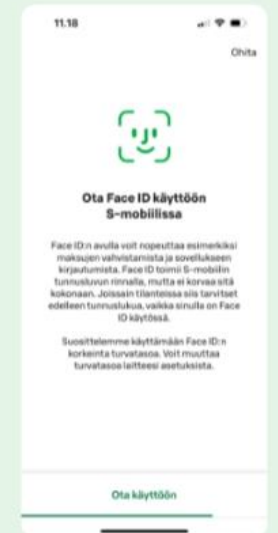 11.18
Ohita
Ota Face ID käyttöön
S-mobiilissa
Face ID:n avulla voit nopeuttaa esimerkiksi
maksujen vahvistamista ja sovellukseen
kirjautumista. Face ID toimii S-mobiilin
tunnusluvun rinnalla, mutta ei korvaa sitä
kokonaan. Joissain tilanteissa siis tarvitset
edelleen tunnuslukua, vaikka sinulla on Face
ID käytössä.
Suosittelemme käyttämään Face ID:n
korkeinta turvatasoa. Voit muuttaa
turvatasoa laitteesi asetuksista.
Ota käyttöön